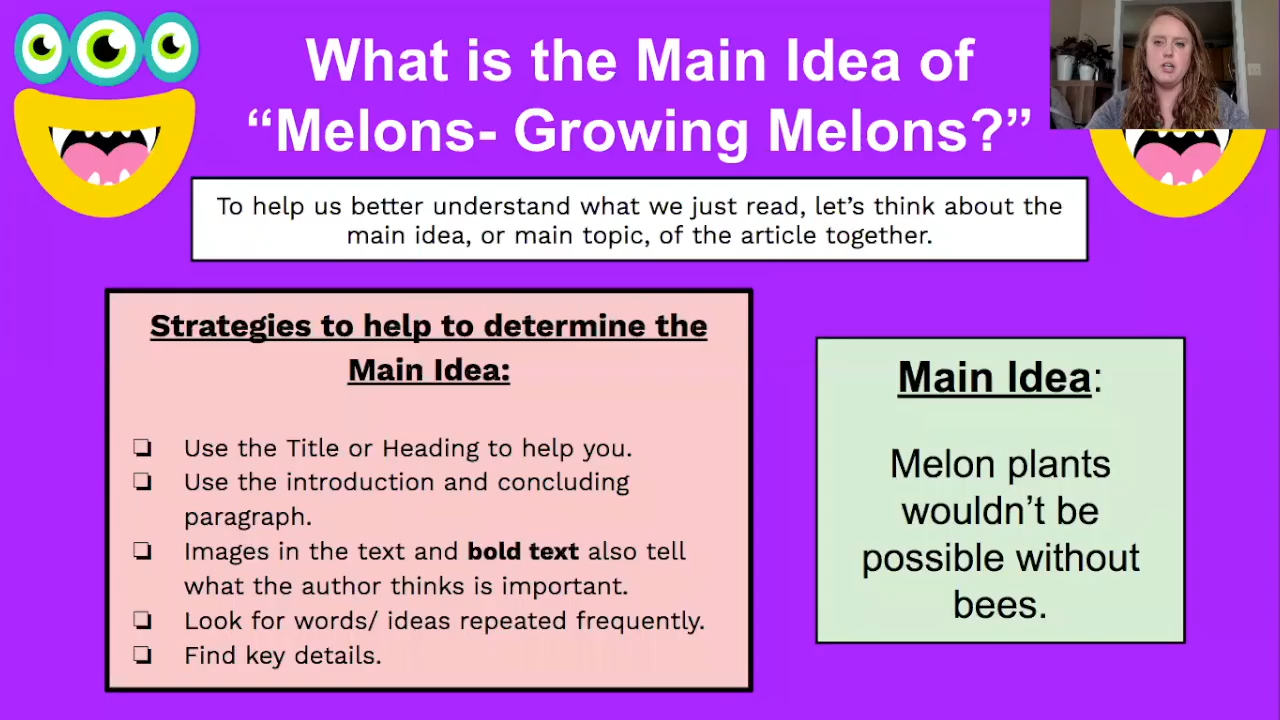 What is the Main Idea of
“Melons- Growing Melons?”
To help us better understand what we just read, let’s think about the
main idea, or main topic, of the article together.
Strategies to help to determine the
Main Idea:
❏ Use the Title or Heading to help you.
❏ Use the introduction and concluding
paragraph.
❏ Images in the text and bold text also tell
what the author thinks is important.
❏ Look for words/ ideas repeated frequently.
❏ Find key details.
Main Idea:
Melon plants
wouldn’t be
possible without
bees.